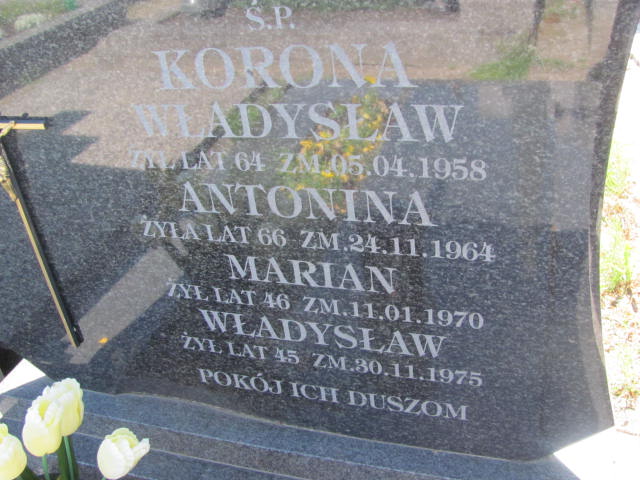 Ś.P.
KORONA
WŁADYSŁAW
ŻYŁ LAT 64 ZM.05.04.1958
ANTONINA
ŻYŁA LAT 66 ZM.24.11.1964
MARIAN
ŻYŁ LAT 46 ZM.11.01.1970
WŁADYSŁAW
ŻYŁ LAT 45 ZM.30.11.1975
POKÓJ ICH DUSZOM